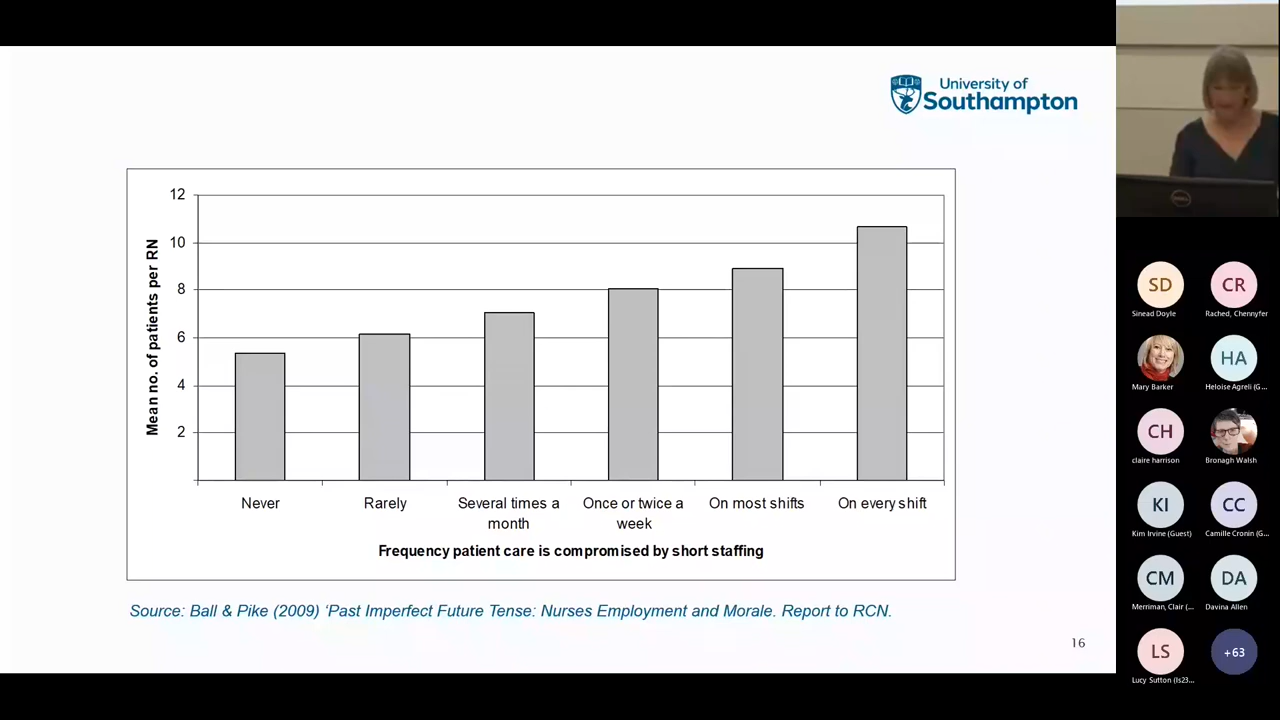 University of
Southampton
12
10
8
6
4
2
Mean no. of patients per RN
Never
Rarely
Several times a
month
Once or twice a
week
On most shifts
On every shift
Frequency patient care is compromised by short staffing
Source: Ball & Pike (2009) ‘Past Imperfect Future Tense: Nurses Employment and Morale. Report to RCN.
16
DELL
SD
CR
Sinead Doyle
Rached, Chennyfer
HA
Mary Barker
Heloise Agreli (G...
CH
claire harrison
Bronagh Walsh
KI
CC
Kim Irvine (Guest)
Camille Cronin (G...
CM
DA
Merriman, Clair (...
Davina Allen
LS
+63
Lucy Sutton (ls23...